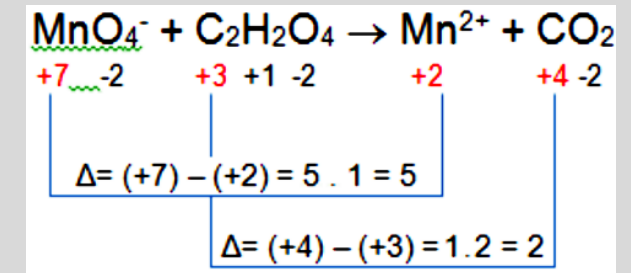 MnO₄⁻ + C₂H₂O₄ → Mn²⁺ + CO₂
+7 -2 +3 +1 -2 +2 +4 -2
Δ= (+7) – (+2) = 5 . 1 = 5
Δ= (+4) – (+3) = 1.2 = 2